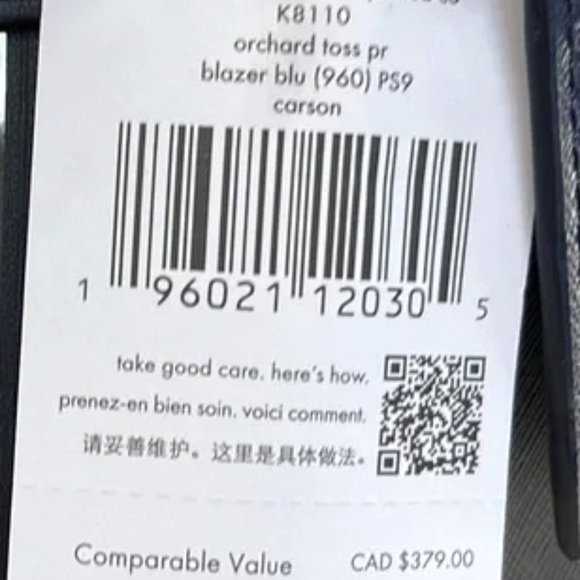 K8110
orchard toss pr
blazer blu (960) PS9
carson
1 96021 12030 5
take good care. here's how.
prenez-en bien soin. voici comment.
请妥善维护。这里是具体做法。
Comparable Value CAD $379.00